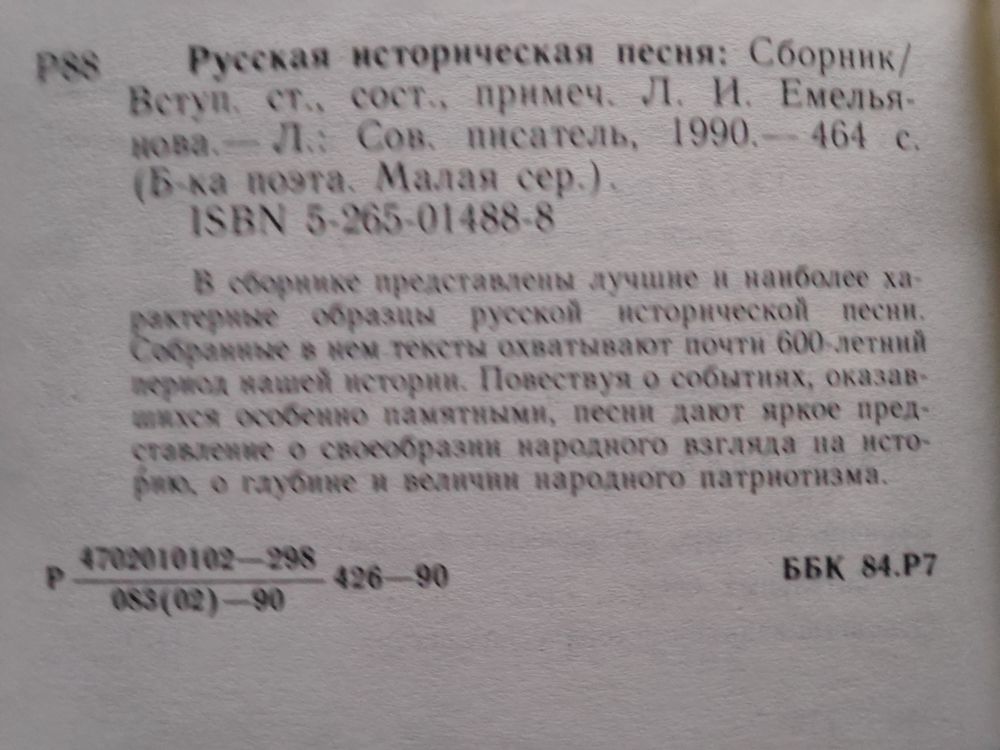 Р88 Русская историческая песня: Сборник/
Вступ. ст., сост., примеч. Л. И. Емелья-
нова.— Л.: Сов. писатель, 1990.— 464 с.
(Б-ка поэта. Малая сер.).
ISBN 5-265-01488-8
В сборнике представлены лучшие и наиболее ха-
рактерные образцы русской исторической песни.
Собранные в нем тексты охватывают почти 600-летний
период нашей истории. Повествуя о событиях, оказав-
шихся особенно памятными, песни дают яркое пред-
ставление о своеобразии народного взгляда на исто-
рию, о глубине и величии народного патриотизма.
4702010102—298
Р 426—90 ББК 84.Р7
083(02)—90